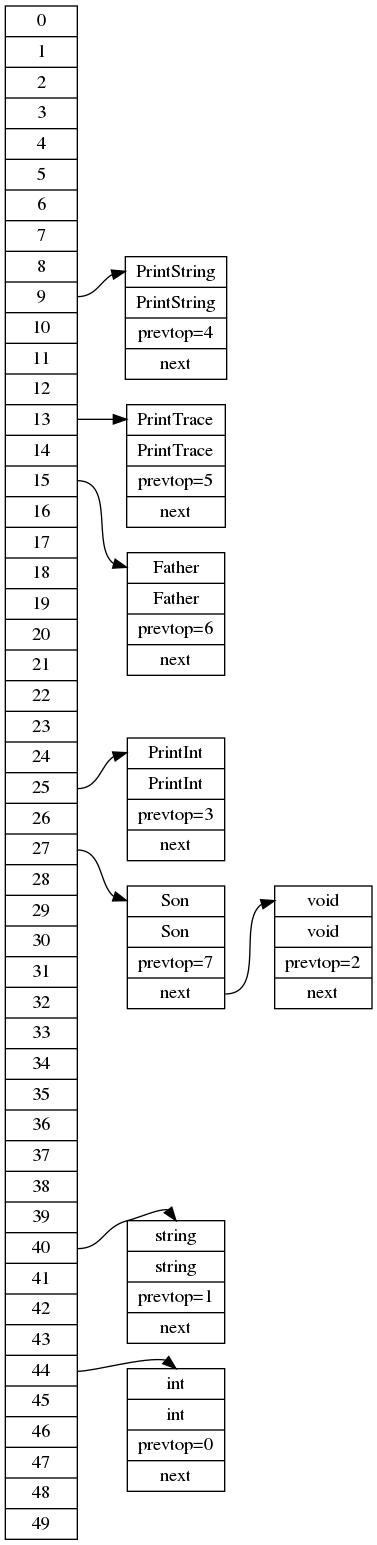 0
1
2
3
4
5
6
7
8
9
10
11
12
13
14
15
16
17
18
19
20
21
22
23
24
25
26
27
28
29
30
31
32
33
34
35
36
37
38
39
40
41
42
43
44
45
46
47
48
49
PrintString
PrintString
prevtop=4
next
PrintTrace
PrintTrace
prevtop=5
next
Father
Father
prevtop=6
next
PrintInt
PrintInt
prevtop=3
next
Son
Son
prevtop=7
next
void
void
prevtop=2
next
string
string
prevtop=1
next
int
int
prevtop=0
next